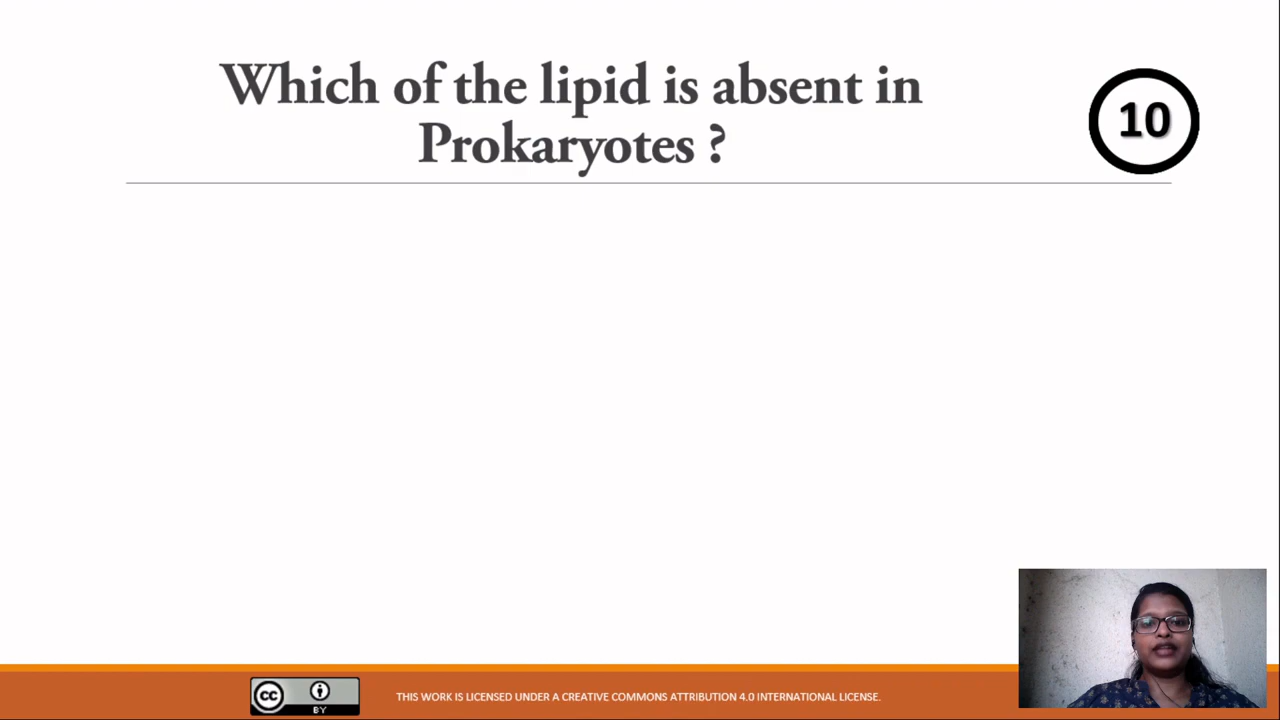 Which of the lipid is absent in
Prokaryotes ?
10
cc
BY
THIS WORK IS LICENSED UNDER A CREATIVE COMMONS ATTRIBUTION 4.0 INTERNATIONAL LICENSE.